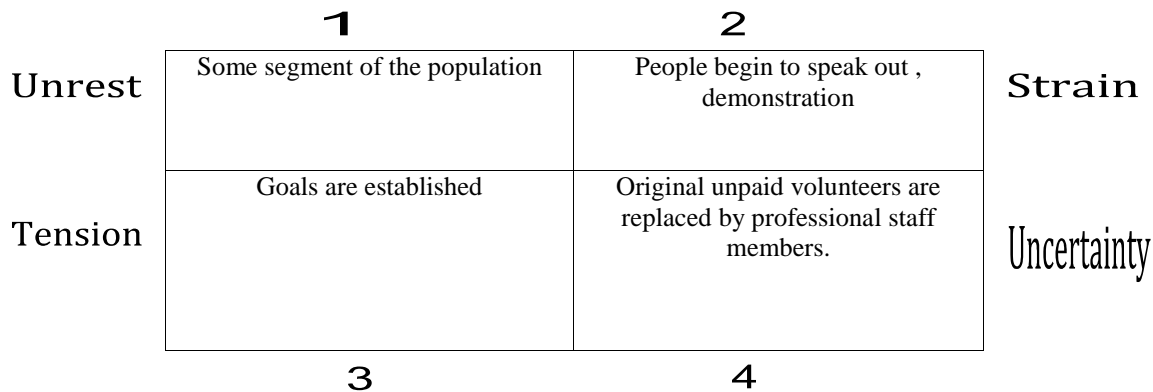 1 2
Unrest
Some segment of the population
People begin to speak out ,
demonstration
Strain
Tension
Goals are established
Original unpaid volunteers are
replaced by professional staff
members.
Uncertainty
3 4